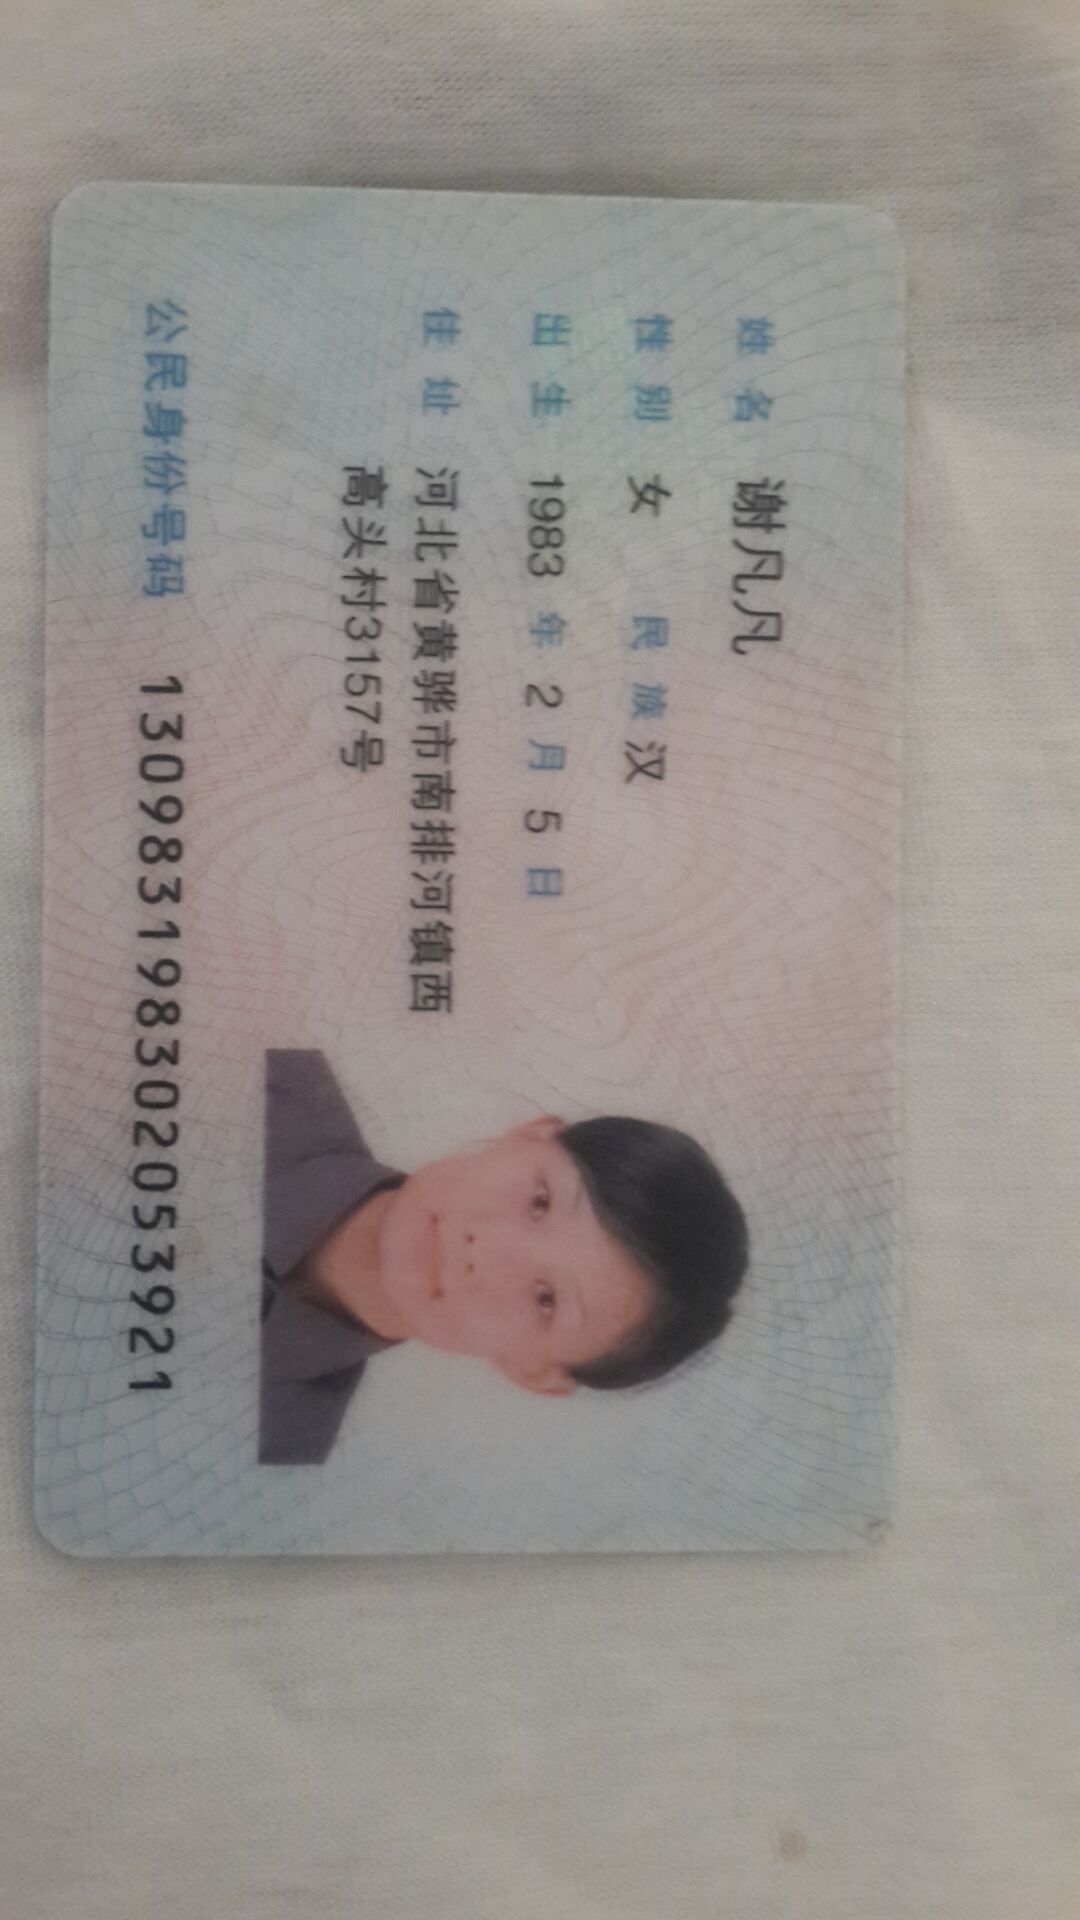 姓名 谢凡凡
性别 女 民族 汉
出生 1983 年 2 月 5 日
住址 河北省黄骅市南排河镇西
高头村3157号
公民身份号码 130983198302053921